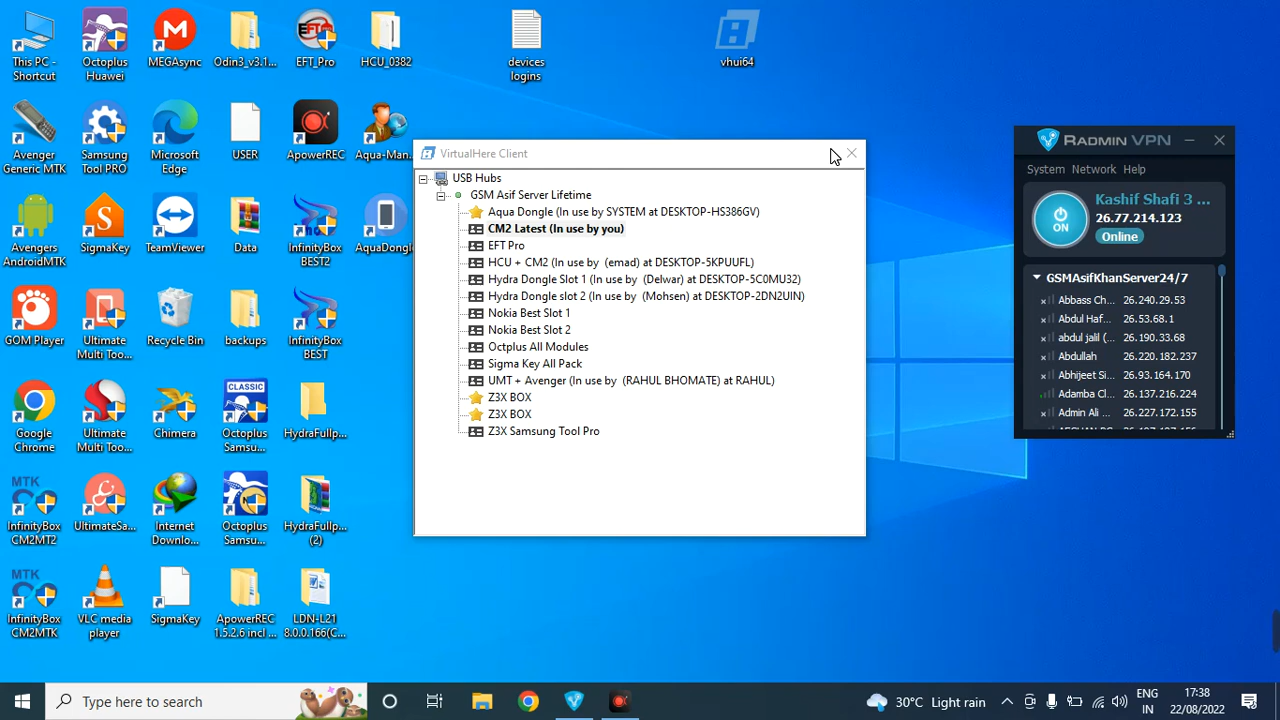 This PC -
Shortcut
Octoplus
Huawei
MEGAsync
Odin3_v3.1...
EFT_Pro
HCU_0382
devices
logins
vhui64
Avenger
Generic MTK
Samsung
Tool PRO
Microsoft
Edge
USER
ApowerREC
Aqua-Man...
Avengers
AndroidMTK
SigmaKey
TeamViewer
Data
InfinityBox
BEST2
AquaDongle
GOM Player
Ultimate
Multi Too...
Recycle Bin
backups
InfinityBox
BEST
Google
Chrome
Ultimate
Multi Too...
Chimera
CLASSIC
Octoplus
Samsu...
HydraFullp...
MTK
InfinityBox
CM2MT2
UltimateSa...
Internet
Downlo...
Octoplus
Samsu...
HydraFullp...
(2)
MTK
InfinityBox
CM2MTK
VLC media
player
SigmaKey
ApowerREC
1.5.2.6 incl ...
LDN-L21
8.0.0.166(C...
VirtualHere Client
USB Hubs
GSM Asif Server Lifetime
Aqua Dongle (In use by SYSTEM at DESKTOP-HS386GV)
CM2 Latest (In use by you)
EFT Pro
HCU + CM2 (In use by (emad) at DESKTOP-5KPUUFL)
Hydra Dongle Slot 1 (In use by (Delwar) at DESKTOP-5C0MU32)
Hydra Dongle slot 2 (In use by (Mohsen) at DESKTOP-2DN2UIN)
Nokia Best Slot 1
Nokia Best Slot 2
Octplus All Modules
Sigma Key All Pack
UMT + Avenger (In use by (RAHUL BHOMATE) at RAHUL)
Z3X BOX
Z3X BOX
Z3X Samsung Tool Pro
RADMIN VPN
System Network Help
ON
Kashif Shafi 3 ...
26.77.214.123
Online
GSMAsifKhanServer24/7
Abbass Ch... 26.240.29.53
Abdul Haf... 26.53.68.1
abdul jalil (... 26.190.33.68
Abdullah 26.220.182.237
Abhijeet Si... 26.93.164.170
Adamba Cl... 26.137.216.224
Admin Ali ... 26.227.172.155
Type here to search
30°C Light rain
ENG
IN
17:38
22/08/2022